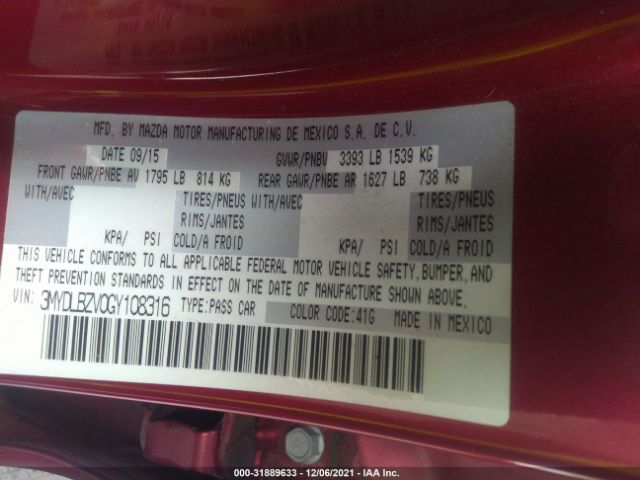 MFD. BY MAZDA MOTOR MANUFACTURING DE MEXICO S.A. DE C.V.
DATE 09/15 GVWR/PNBV 3393 LB 1539 KG
FRONT GAWR/PNBE AV 1795 LB 814 KG REAR GAWR/PNBE AR 1627 LB 738 KG
WITH/AVEC TIRES/PNEUS WITH/AVEC TIRES/PNEUS
RIMS/JANTES RIMS/JANTES
KPA/ PSI COLD/A FROID KPA/ PSI COLD/A FROID
THIS VEHICLE CONFORMS TO ALL APPLICABLE FEDERAL MOTOR VEHICLE SAFETY, BUMPER, AND
THEFT PREVENTION STANDARDS IN EFFECT ON THE DATE OF MANUFACTURE SHOWN ABOVE.
VIN: 3MYDLBZV0GY108316 TYPE:PASS CAR COLOR CODE:41G MADE IN MEXICO
000-31889633 - 12/06/2021 - IAA Inc.